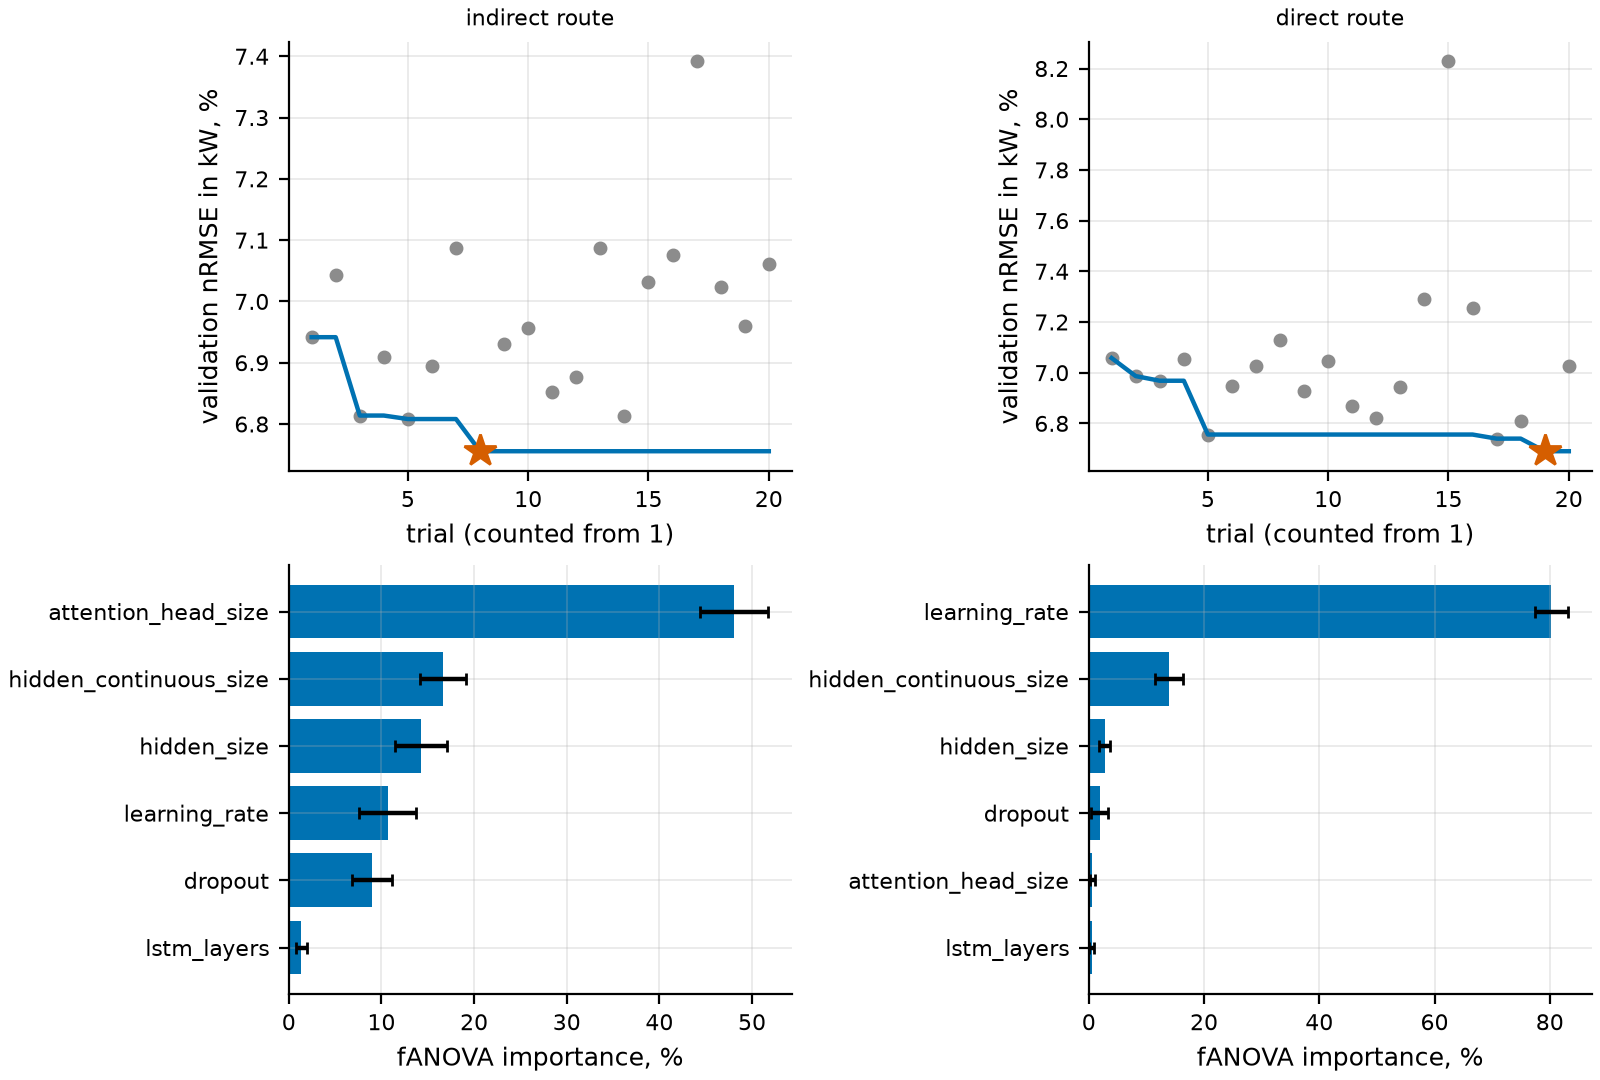 indirect route
validation nRMSE in kW, %
7.4
7.3
7.2
7.1
7.0
6.9
6.8
5 10 15 20
trial (counted from 1)
direct route
validation nRMSE in kW, %
8.2
8.0
7.8
7.6
7.4
7.2
7.0
6.8
5 10 15 20
trial (counted from 1)
attention_head_size
hidden_continuous_size
hidden_size
learning_rate
dropout
lstm_layers
0 10 20 30 40 50
fANOVA importance, %
learning_rate
hidden_continuous_size
hidden_size
dropout
attention_head_size
lstm_layers
0 20 40 60 80
fANOVA importance, %